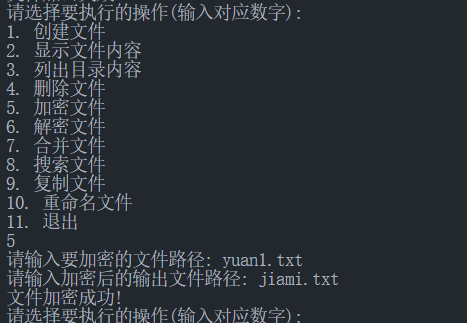 请选择要执行的操作(输入对应数字):
1. 创建文件
2. 显示文件内容
3. 列出目录内容
4. 删除文件
5. 加密文件
6. 解密文件
7. 合并文件
8. 搜索文件
9. 复制文件
10. 重命名文件
11. 退出
5
请输入要加密的文件路径: yuan1.txt
请输入加密后的输出文件路径: jiami.txt
文件加密成功!
请选择要执行的操作(输入对应数字):